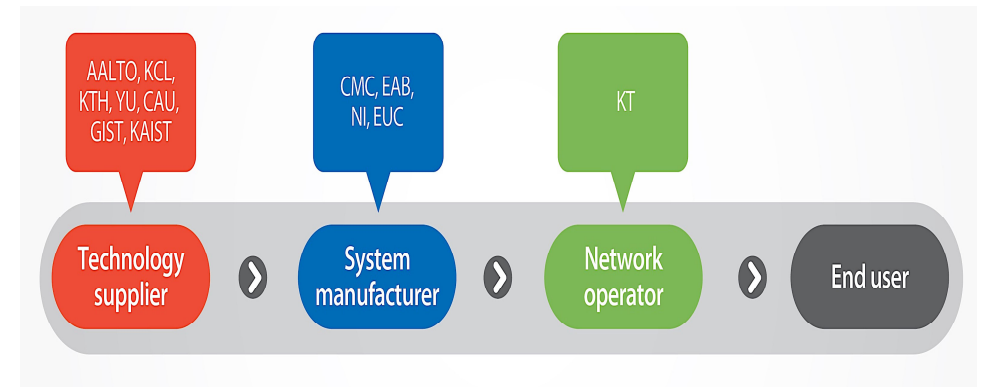 AALTO, KCL,
KTH, YU, CAU,
GIST, KAIST
CMC, EAB,
NI, EUC
KT
Technology
supplier
System
manufacturer
Network
operator
End user